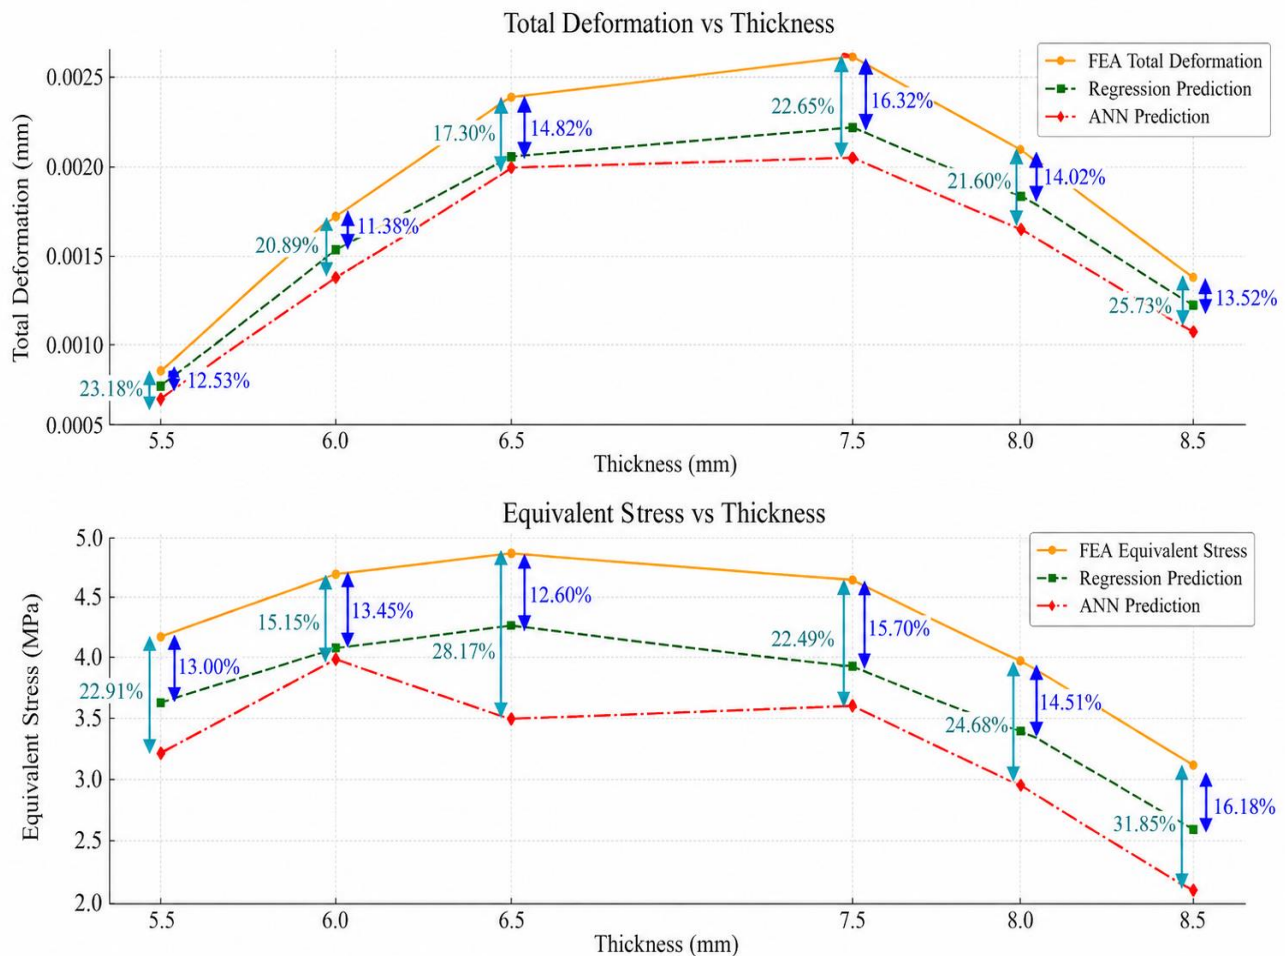 Total Deformation vs Thickness
FEA Total Deformation
Regression Prediction
ANN Prediction
Total Deformation (mm)
0.0025
0.0020
0.0015
0.0010
0.0005
23.18%
12.53%
20.89%
11.38%
17.30%
14.82%
22.65%
16.32%
21.60%
14.02%
25.73%
13.52%
5.5 6.0 6.5 7.5 8.0 8.5
Thickness (mm)
Equivalent Stress vs Thickness
FEA Equivalent Stress
Regression Prediction
ANN Prediction
Equivalent Stress (MPa)
5.0
4.5
4.0
3.5
3.0
2.5
2.0
22.91%
13.00%
15.15%
13.45%
28.17%
12.60%
22.49%
15.70%
24.68%
14.51%
31.85%
16.18%
5.5 6.0 6.5 7.5 8.0 8.5
Thickness (mm)